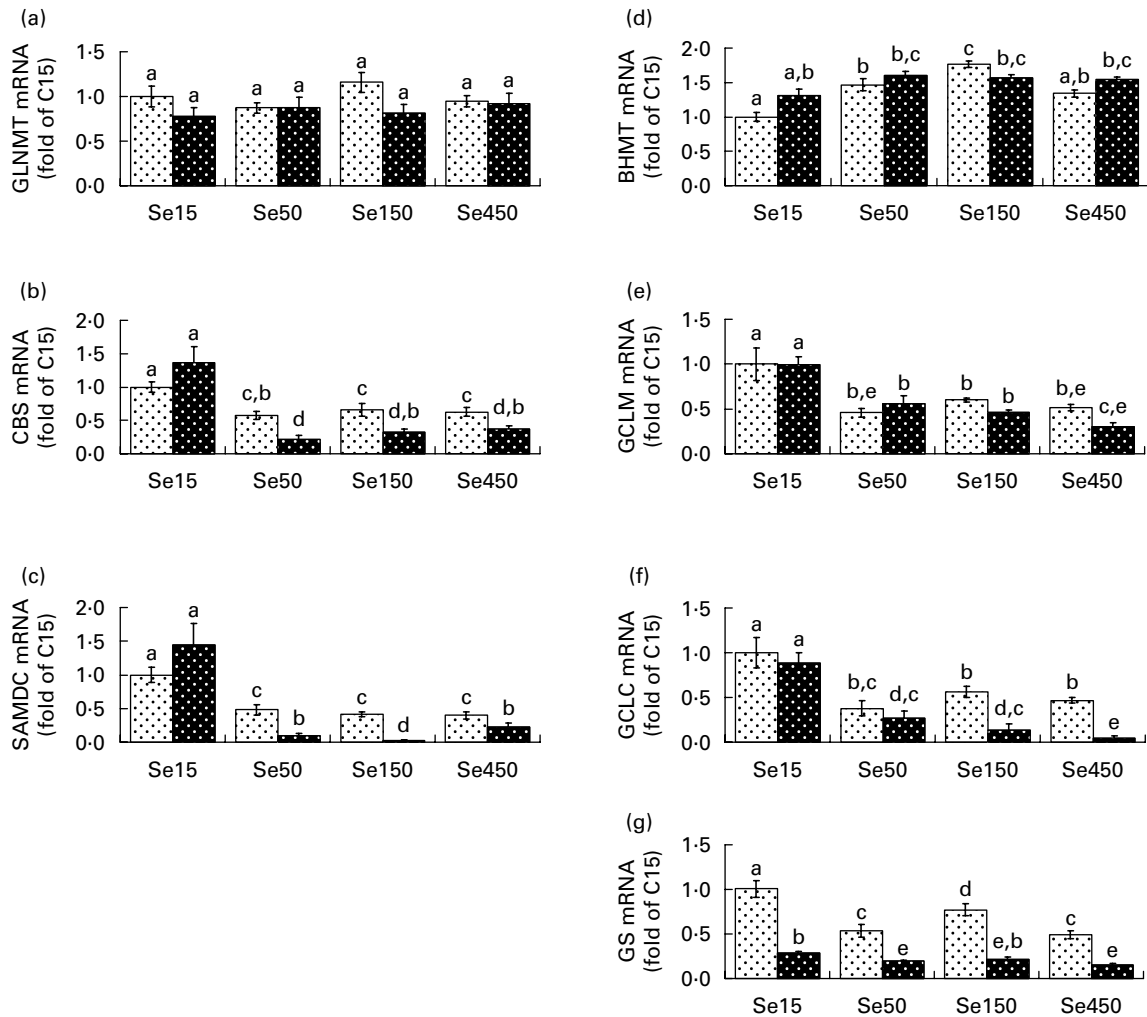 (a)
GLNMT mRNA
(fold of C15)
1·5
1·0
0·5
0·0
a
a
a
a
a
a
a
a
Se15 Se50 Se150 Se450
(b)
CBS mRNA
(fold of C15)
2·0
1·5
1·0
0·5
0·0
a
a
c,b
d
c
d,b
c
d,b
Se15 Se50 Se150 Se450
(c)
SAMDC mRNA
(fold of C15)
2·0
1·5
1·0
0·5
0·0
a
a
c
b
c
d
c
b
Se15 Se50 Se150 Se450
(d)
BHMT mRNA
(fold of C15)
2·0
1·5
1·0
0·5
0·0
a
a,b
b
b,c
c
b,c
a,b
b,c
Se15 Se50 Se150 Se450
(e)
GCLM mRNA
(fold of C15)
1·5
1·0
0·5
0·0
a
a
b,e
b
b
b
b,e
c,e
Se15 Se50 Se150 Se450
(f)
GCLC mRNA
(fold of C15)
1·5
1·0
0·5
0·0
a
a
b,c
d,c
b
d,c
b
e
Se15 Se50 Se150 Se450
(g)
GS mRNA
(fold of C15)
1·5
1·0
0·5
0·0
a
b
c
e
d
e,b
c
e
Se15 Se50 Se150 Se450